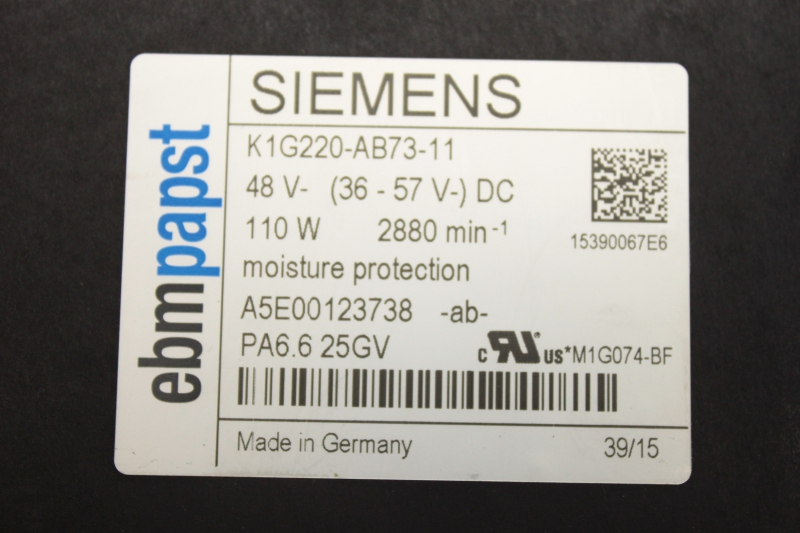 ebmpapst
SIEMENS
K1G220-AB73-11
48 V- (36 - 57 V-) DC
110 W 2880 min-1
15390067E6
moisture protection
A5E00123738 -ab-
PA6.6 25GV
c RU US *M1G074-BF
Made in Germany 39/15